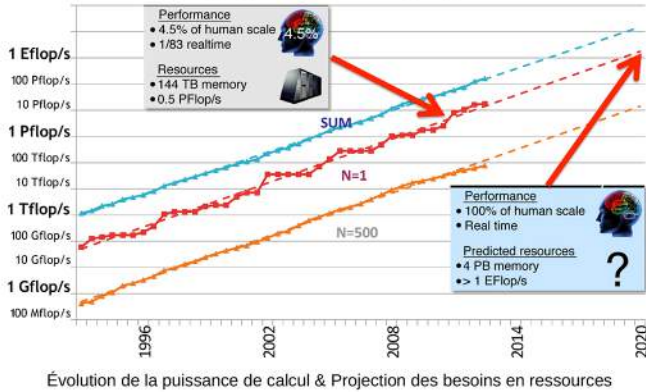 Performance
• 4.5% of human scale
• 1/83 realtime
Resources
• 144 TB memory
• 0.5 PFlop/s
4.5%
1 Eflop/s
100 Pflop/s
10 Pflop/s
1 Pflop/s
100 Tflop/s
10 Tflop/s
1 Tflop/s
100 Gflop/s
10 Gflop/s
1 Gflop/s
100 Mflop/s
SUM
N=1
N=500
Performance
• 100% of human scale
• Real time
Predicted resources
• 4 PB memory
• > 1 EFlop/s
?
1996
2002
2008
2014
2020
Évolution de la puissance de calcul & Projection des besoins en ressources